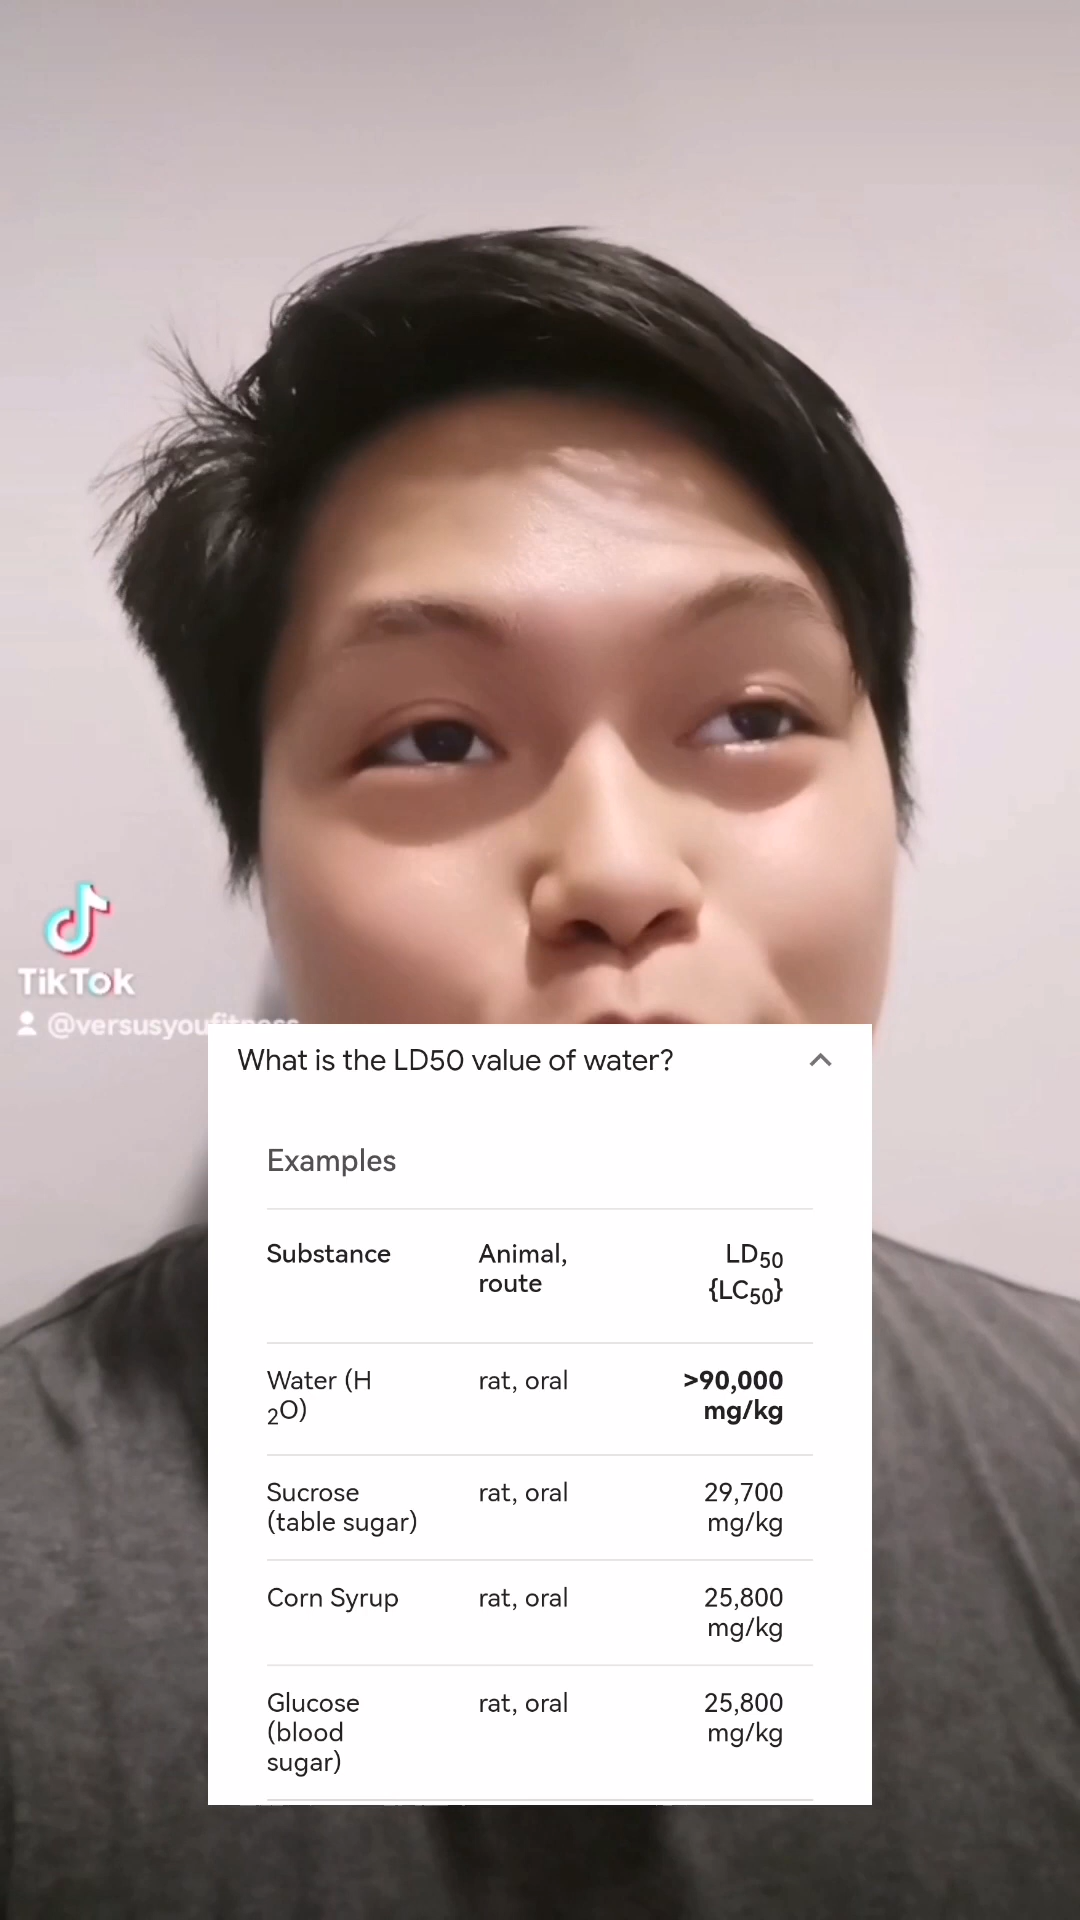 TikTok
@versusyoufitness
What is the LD50 value of water?
Examples
Substance
Animal,
route
LD50
{LC50}
Water (H
2O)
rat, oral
>90,000
mg/kg
Sucrose
(table sugar)
rat, oral
29,700
mg/kg
Corn Syrup
rat, oral
25,800
mg/kg
Glucose
(blood
sugar)
rat, oral
25,800
mg/kg